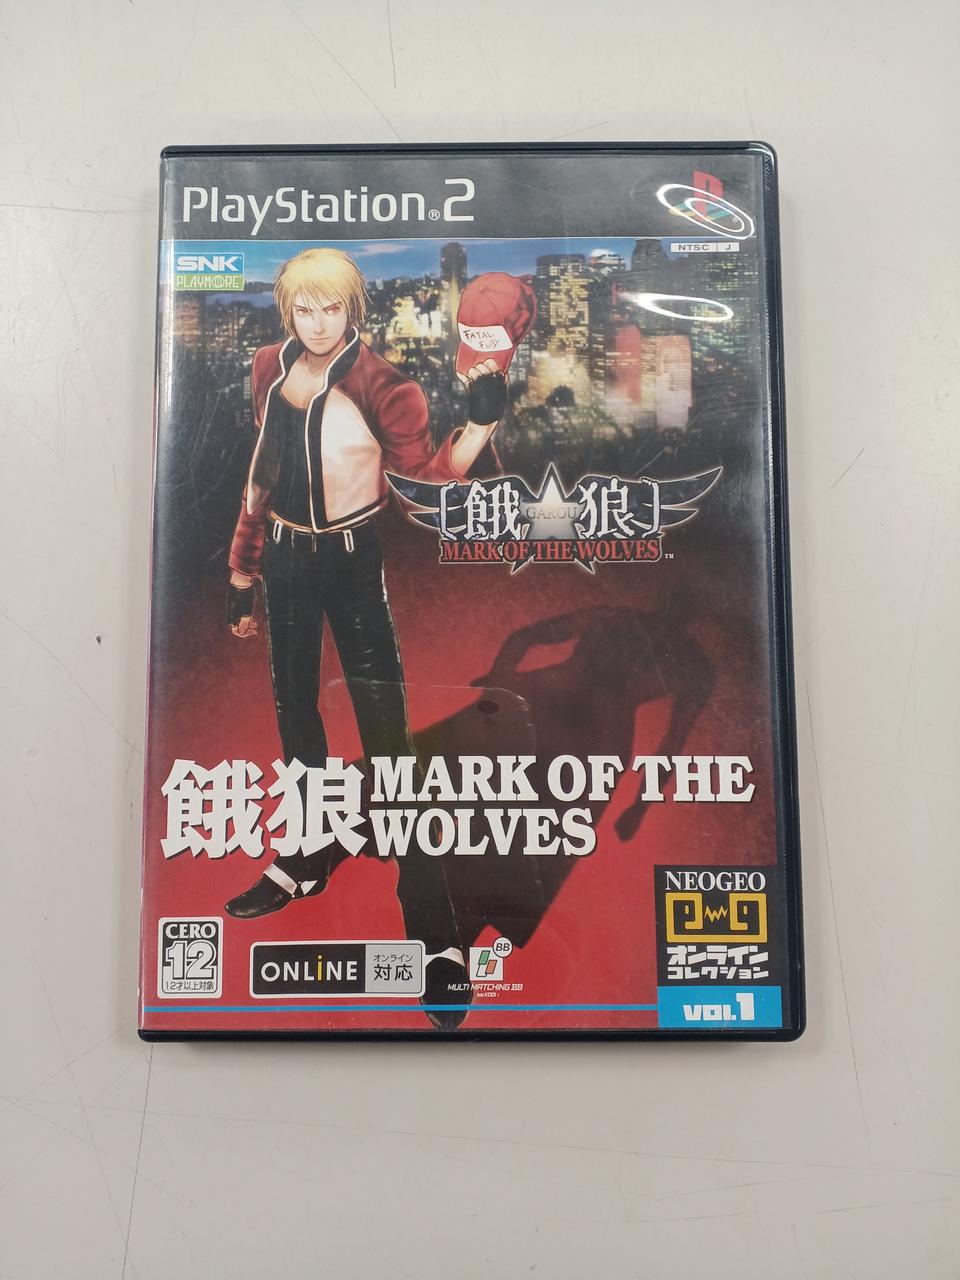 PlayStation®2
NTSC J
SNK
PLAYMORE
FATAL
FURY
餓 GAROU 狼
MARK OF THE WOLVES™
餓狼 MARK OF THE
WOLVES
NEOGEO
オンライン
コレクション
VOL.1
CERO
12
12才以上対象
ONLiNE
オンライン
対応
BB
MULTI MATCHING BB
by KDDI